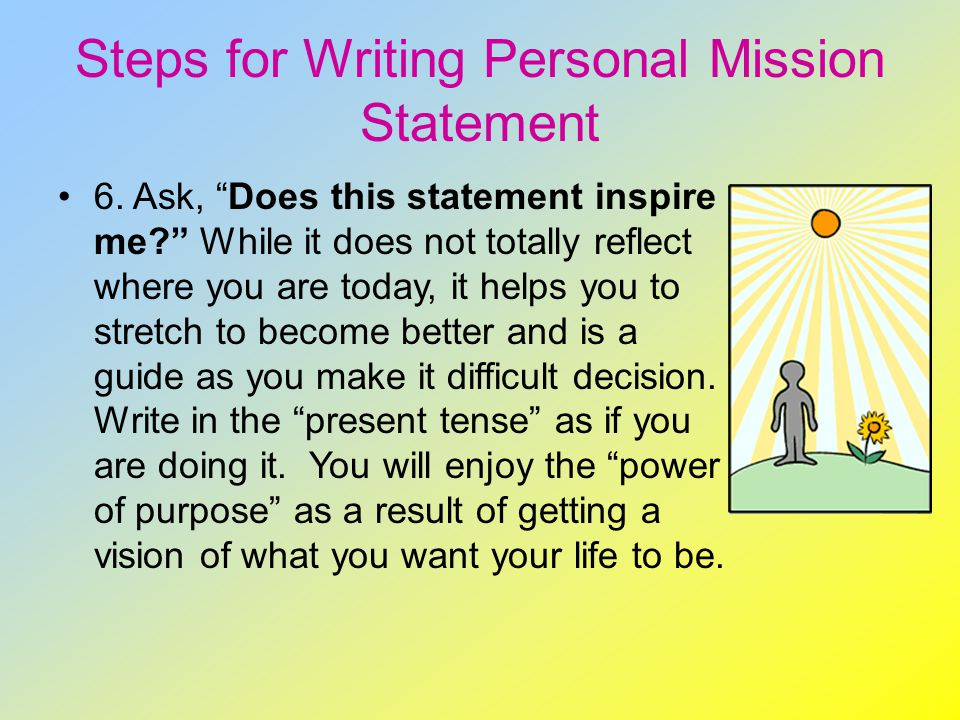 Steps for Writing Personal Mission
Statement
• 6. Ask, “Does this statement inspire
me?” While it does not totally reflect
where you are today, it helps you to
stretch to become better and is a
guide as you make it difficult decision.
Write in the “present tense” as if you
are doing it.  You will enjoy the “power
of purpose” as a result of getting a
vision of what you want your life to be.